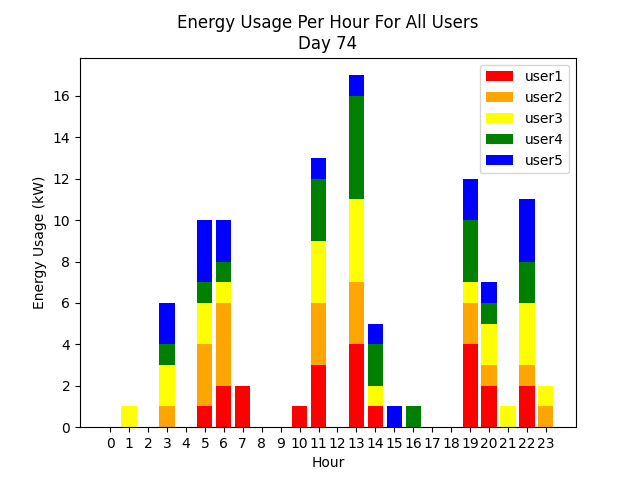 Energy Usage Per Hour For All Users
Day 74
user1
user2
user3
user4
user5
Energy Usage (kW)
16
14
12
10
8
6
4
2
0
0 1 2 3 4 5 6 7 8 9 10 11 12 13 14 15 16 17 18 19 20 21 22 23
Hour